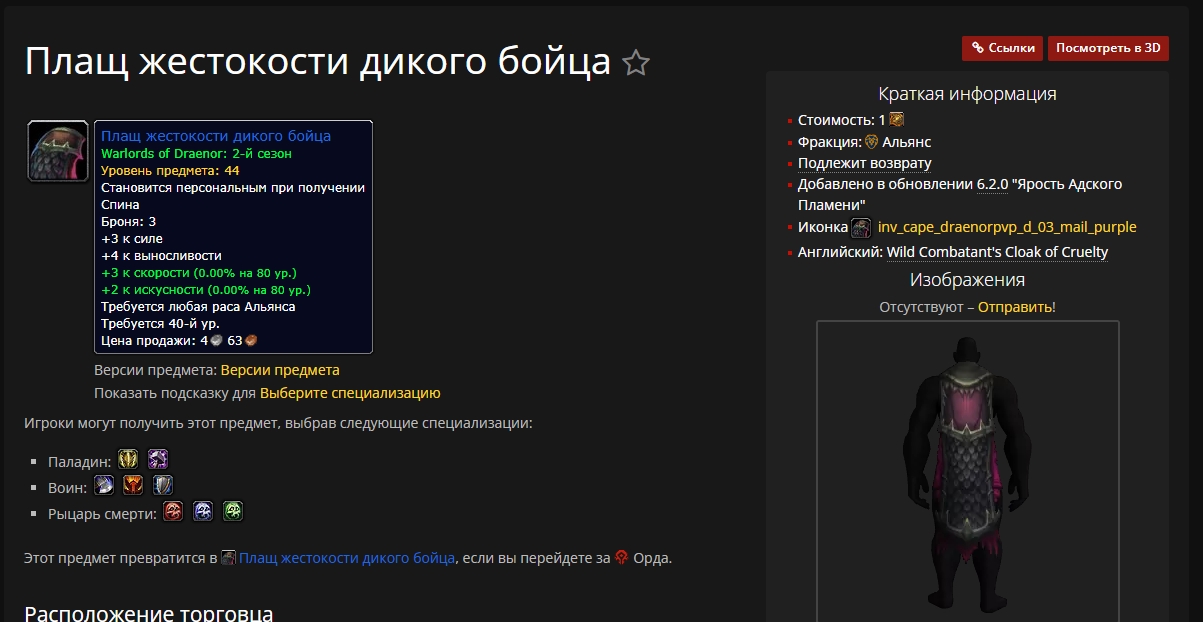 Плащ жестокости дикого бойца
Ссылки
Посмотреть в 3D
Плащ жестокости дикого бойца
Warlords of Draenor: 2-й сезон
Уровень предмета: 44
Становится персональным при получении
Спина
Броня: 3
+3 к силе
+4 к выносливости
+3 к скорости (0.00% на 80 ур.)
+2 к искусности (0.00% на 80 ур.)
Требуется любая раса Альянса
Требуется 40-й ур.
Цена продажи: 4 63
Версии предмета: Версии предмета
Показать подсказку для Выберите специализацию
Игроки могут получить этот предмет, выбрав следующие специализации:
Паладин:
Воин:
Рыцарь смерти:
Этот предмет превратится в Плащ жестокости дикого бойца, если вы перейдете за Орда.
Расположение торговца
Краткая информация
Стоимость: 1
Фракция: Альянс
Подлежит возврату
Добавлено в обновлении 6.2.0 "Ярость Адского
Пламени"
Иконка inv_cape_draenorpvp_d_03_mail_purple
Английский: Wild Combatant's Cloak of Cruelty
Изображения
Отсутствуют – Отправить!